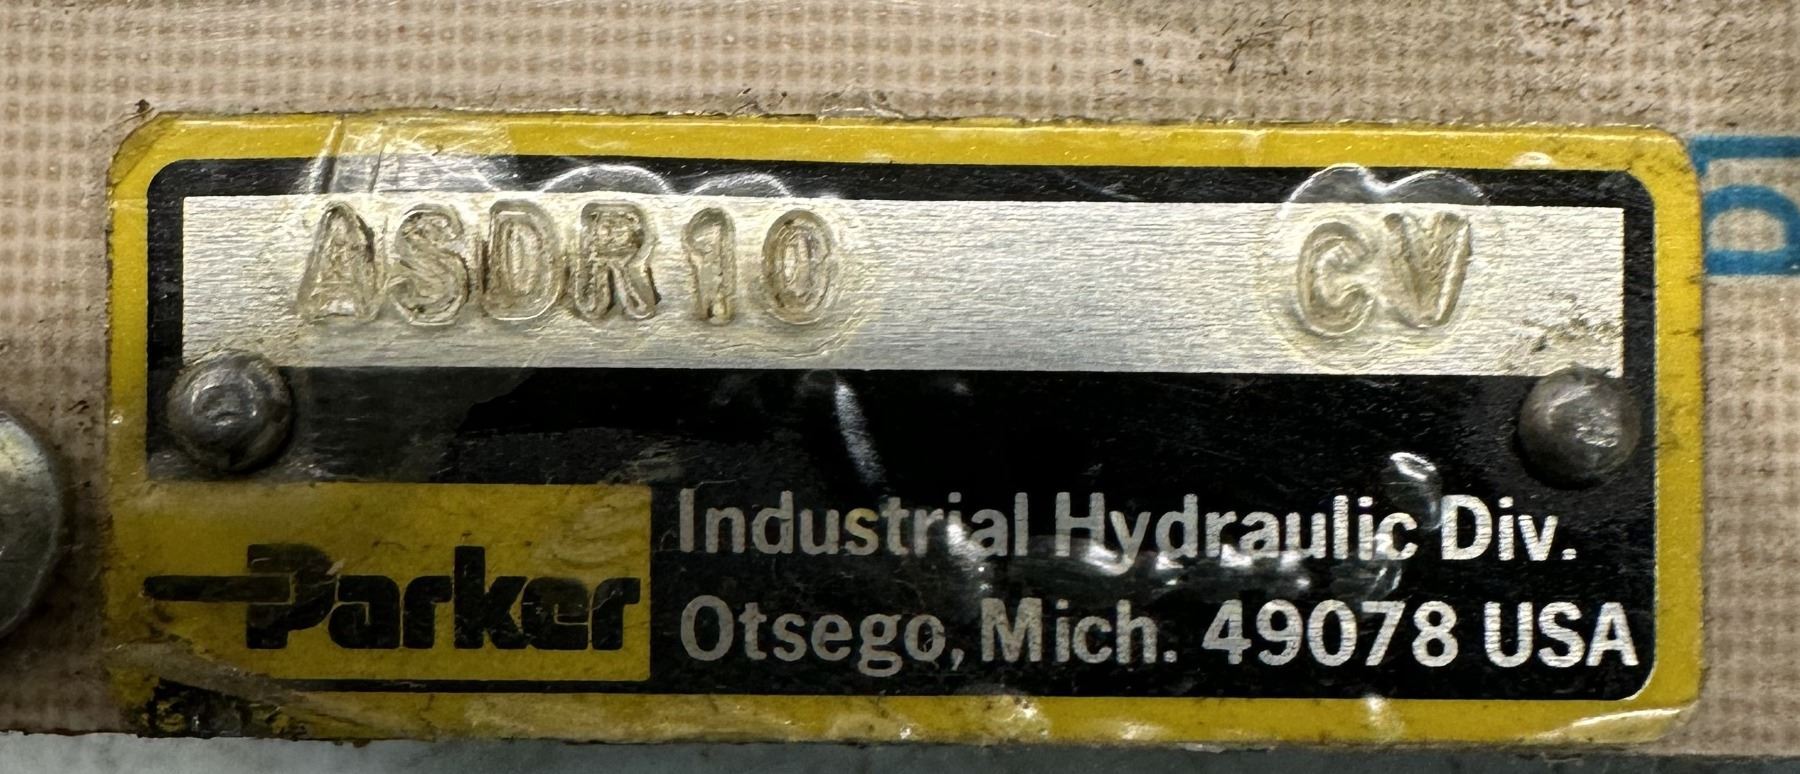 ASDR10 CV
Industrial Hydraulic Div.
Parker
Otsego, Mich. 49078 USA